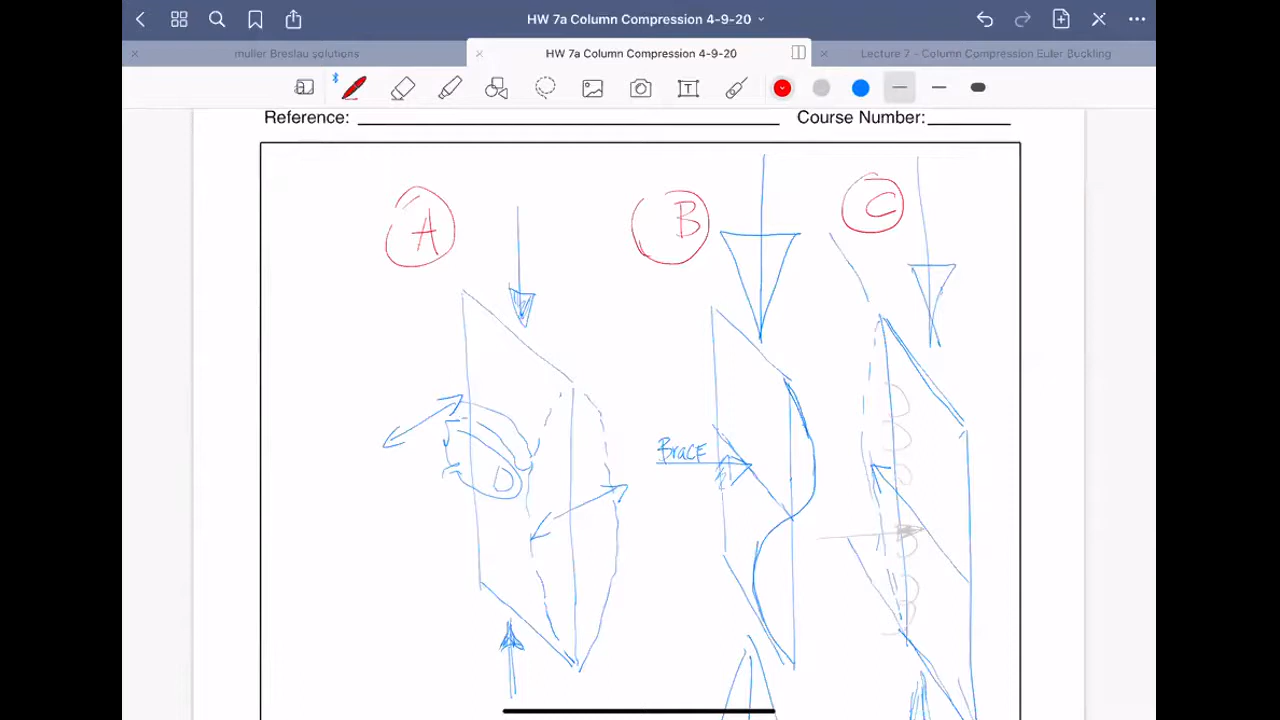 HW 7a Column Compression 4-9-20
muller Breslau solutions
HW 7a Column Compression 4-9-20
Lecture 7 - Column Compression Euler Buckling
T
Reference:
Course Number:
A
B
C
BracE